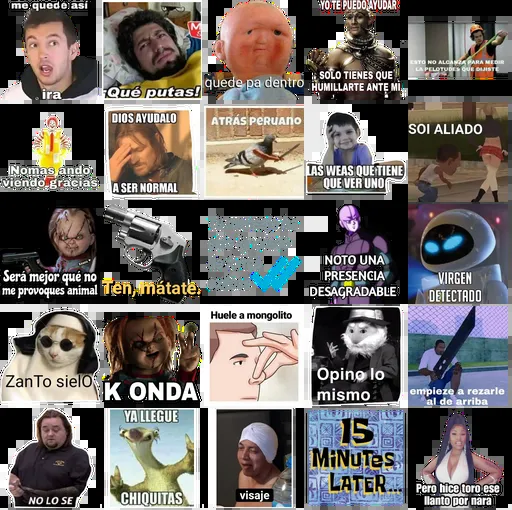 me quede así
ira
¡Qué putas!
quede pa dentro
YO TE PUEDO AYUDAR
SOLO TIENES QUE
HUMILLARTE ANTE MI
ESTO NO ALCANZA PARA MEDIR
LA PELOTUDES QUE DIJISTE
Nomas ando
viendo gracias
DIOS AYUDALO
A SER NORMAL
ATRÁS PERUANO
LAS WEAS QUE TIENE
QUE VER UNO
SOI ALIADO
Será mejor qué no
me provoques animal
Ten, mátate.
NOTO UNA
PRESENCIA
DESAGRADABLE
VIRGEN
DETECTADO
ZanTo sielO
K ONDA
Huele a mongolito
Opino lo
mismo
empieze a rezarle
al de arriba
NO LO SE
YA LLEGUE
CHIQUITAS
visaje
15
MINUTES
LATER...
Pero hice toro ese
llanto por nara